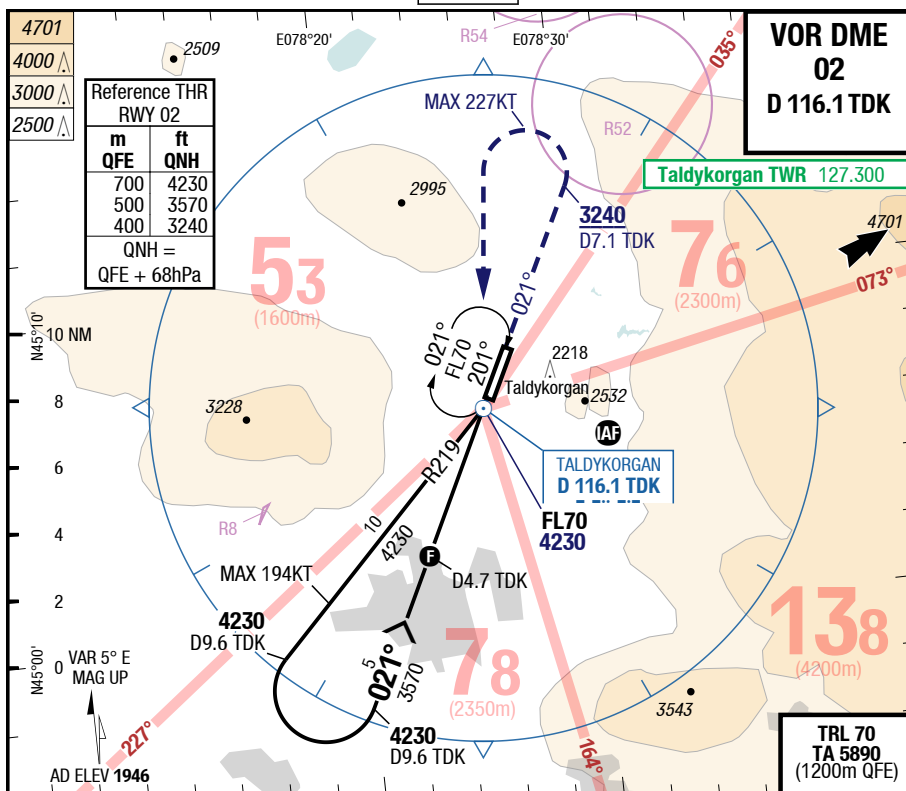 4701
4000
3000
2500
2509
E078°20'
R54
E078°30'
035°
VOR DME
02
D 116.1 TDK
Reference THR
RWY 02
m ft
QFE QNH
700 4230
500 3570
400 3240
QNH =
QFE + 68hPa
MAX 227KT
R52
Taldykorgan TWR 127.300
2995
3240
D7.1 TDK
4701
53
(1600m)
76
(2300m)
073°
021°
N45°10'
10 NM
021°
FL70
201°
2218
Taldykorgan
2532
8
3228
IAF
R219
TALDYKORGAN
D 116.1 TDK
6
R8
10
4230
FL70
4230
4
F
D4.7 TDK
MAX 194KT
2
4230
D9.6 TDK
138
(4200m)
VAR 5° E
MAG UP
N45°00'
0
5
021°
3570
78
(2350m)
3543
4230
D9.6 TDK
227°
164°
AD ELEV 1946
TRL 70
TA 5890
(1200m QFE)